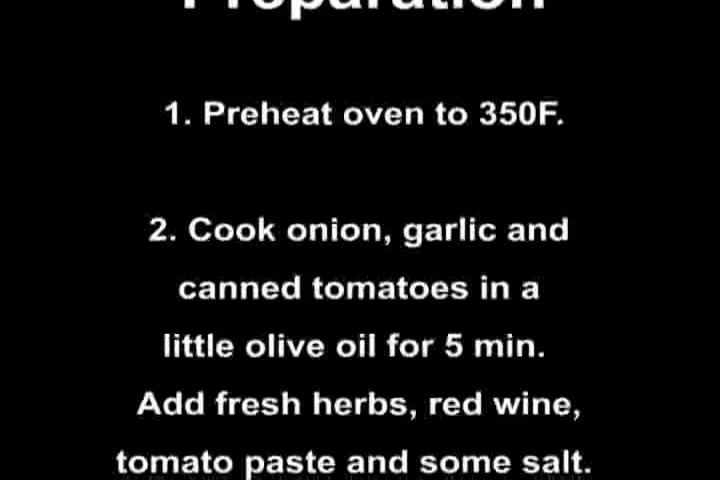 Preparation
1. Preheat oven to 350F.
2. Cook onion, garlic and
canned tomatoes in a
little olive oil for 5 min.
Add fresh herbs, red wine,
tomato paste and some salt.